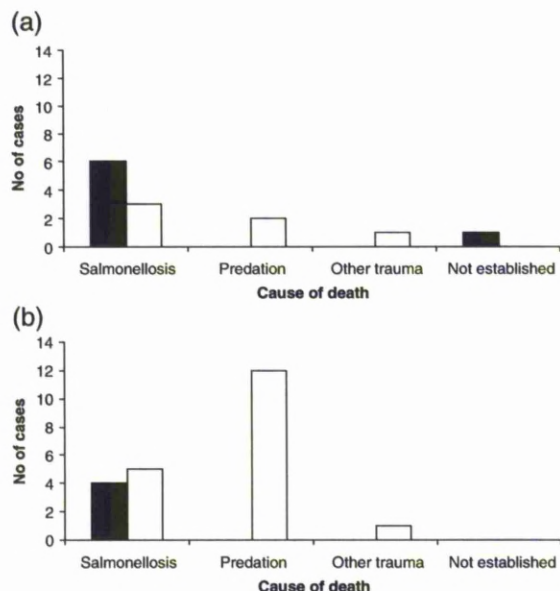 (a)
14
12
10
8
6
4
2
0
No of cases
Salmonellosis Predation Other trauma Not established
Cause of death
(b)
14
12
10
8
6
4
2
0
No of cases
Salmonellosis Predation Other trauma Not established
Cause of death